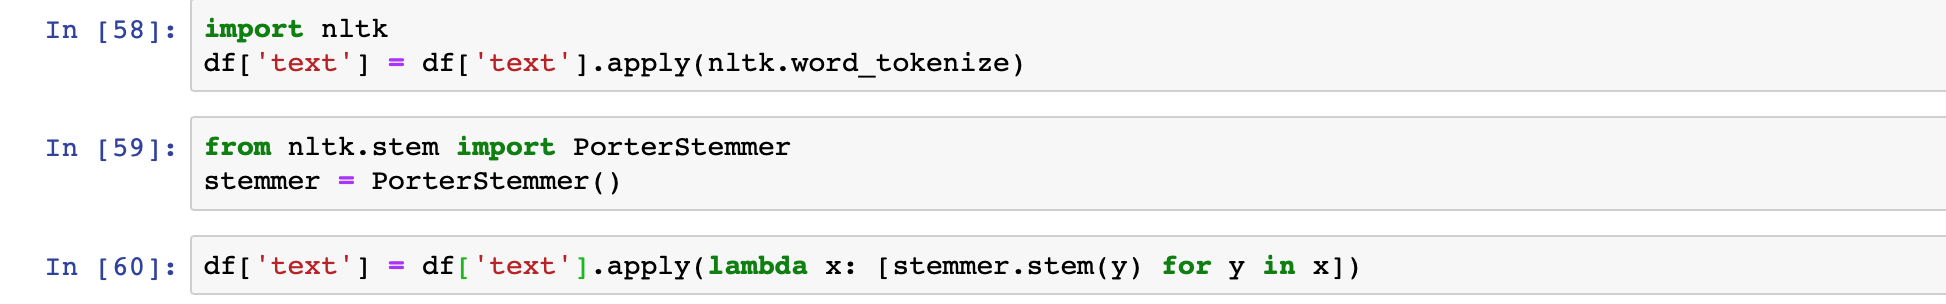 In [58]: import nltk
df['text'] = df['text'].apply(nltk.word_tokenize)
In [59]: from nltk.stem import PorterStemmer
stemmer = PorterStemmer()
In [60]: df['text'] = df['text'].apply(lambda x: [stemmer.stem(y) for y in x])